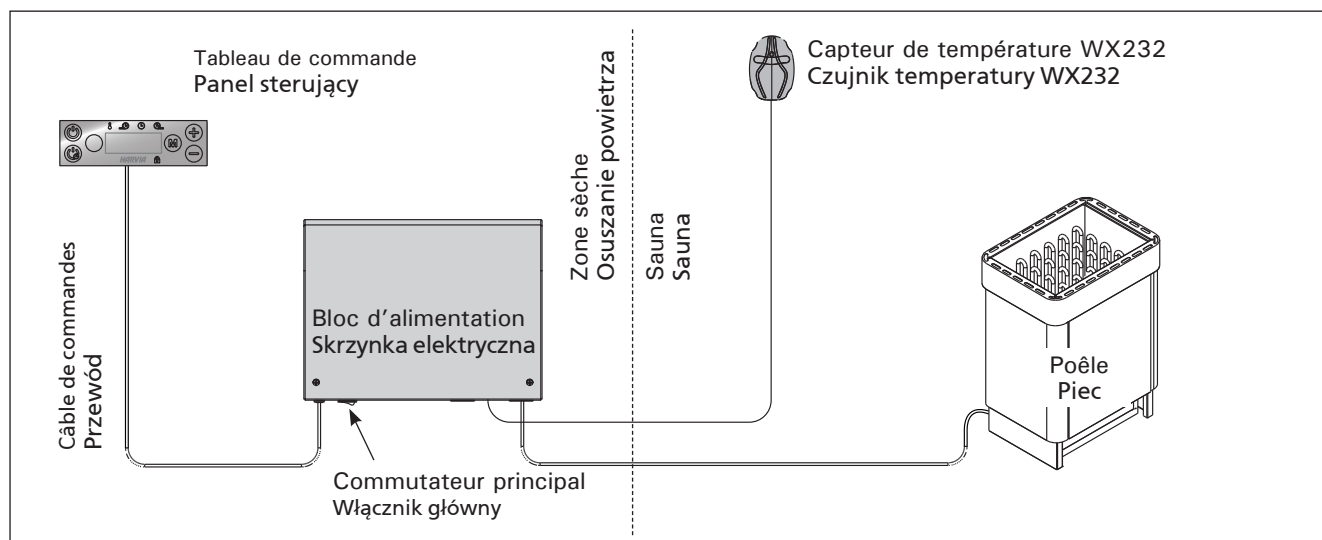 Tableau de commande
Panel sterujący
Capteur de température WX232
Czujnik temperatury WX232
M
HARVIA
Zone sèche
Osuszanie powietrza
Sauna
Sauna
Câble de commandes
Przewód
Bloc d’alimentation
Skrzynka elektryczna
Poêle
Piec
Commutateur principal
Włącznik główny